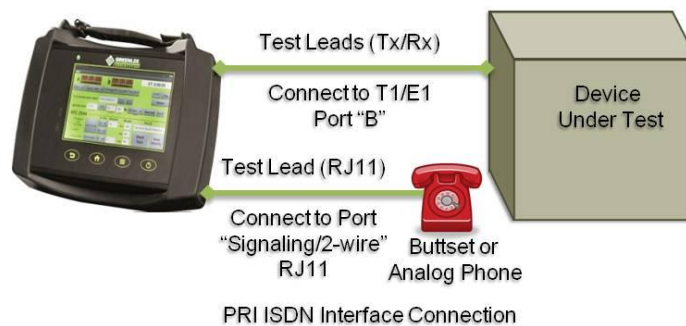 GREENLEE
Test Leads (Tx/Rx)
Connect to T1/E1
Port “B”
Device
Under Test
Test Lead (RJ11)
Connect to Port
“Signaling/2-wire”
RJ11
Buttset or
Analog Phone
PRI ISDN Interface Connection